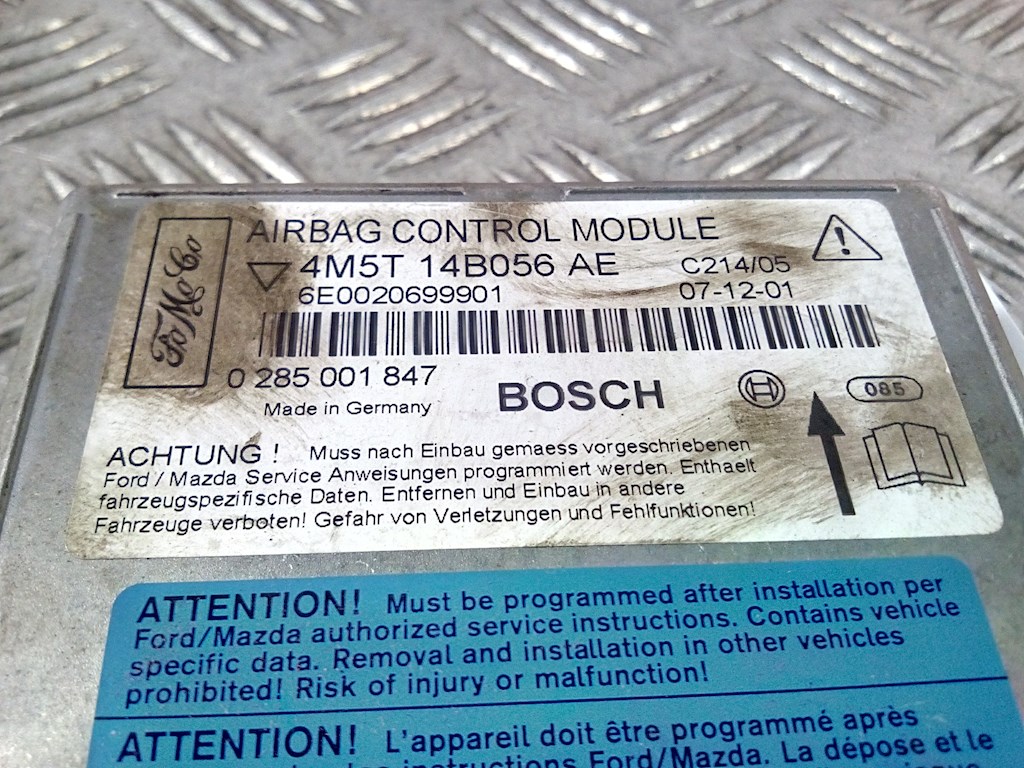 FoMoCo
AIRBAG CONTROL MODULE
4M5T 14B056 AE C214/05
6E0020699901 07-12-01
0 285 001 847
Made in Germany
BOSCH
085
ACHTUNG ! Muss nach Einbau gemaess vorgeschriebenen
Ford / Mazda Service Anweisungen programmiert werden. Enthaelt
fahrzeugspezifische Daten. Entfernen und Einbau in andere
Fahrzeuge verboten! Gefahr von Verletzungen und Fehlfunktionen!
ATTENTION! Must be programmed after installation per
Ford/Mazda authorized service instructions. Contains vehicle
specific data. Removal and installation in other vehicles
prohibited! Risk of injury or malfunction!
ATTENTION! L'appareil doit être programmé après
instructions Ford/Mazda. La dépose et le